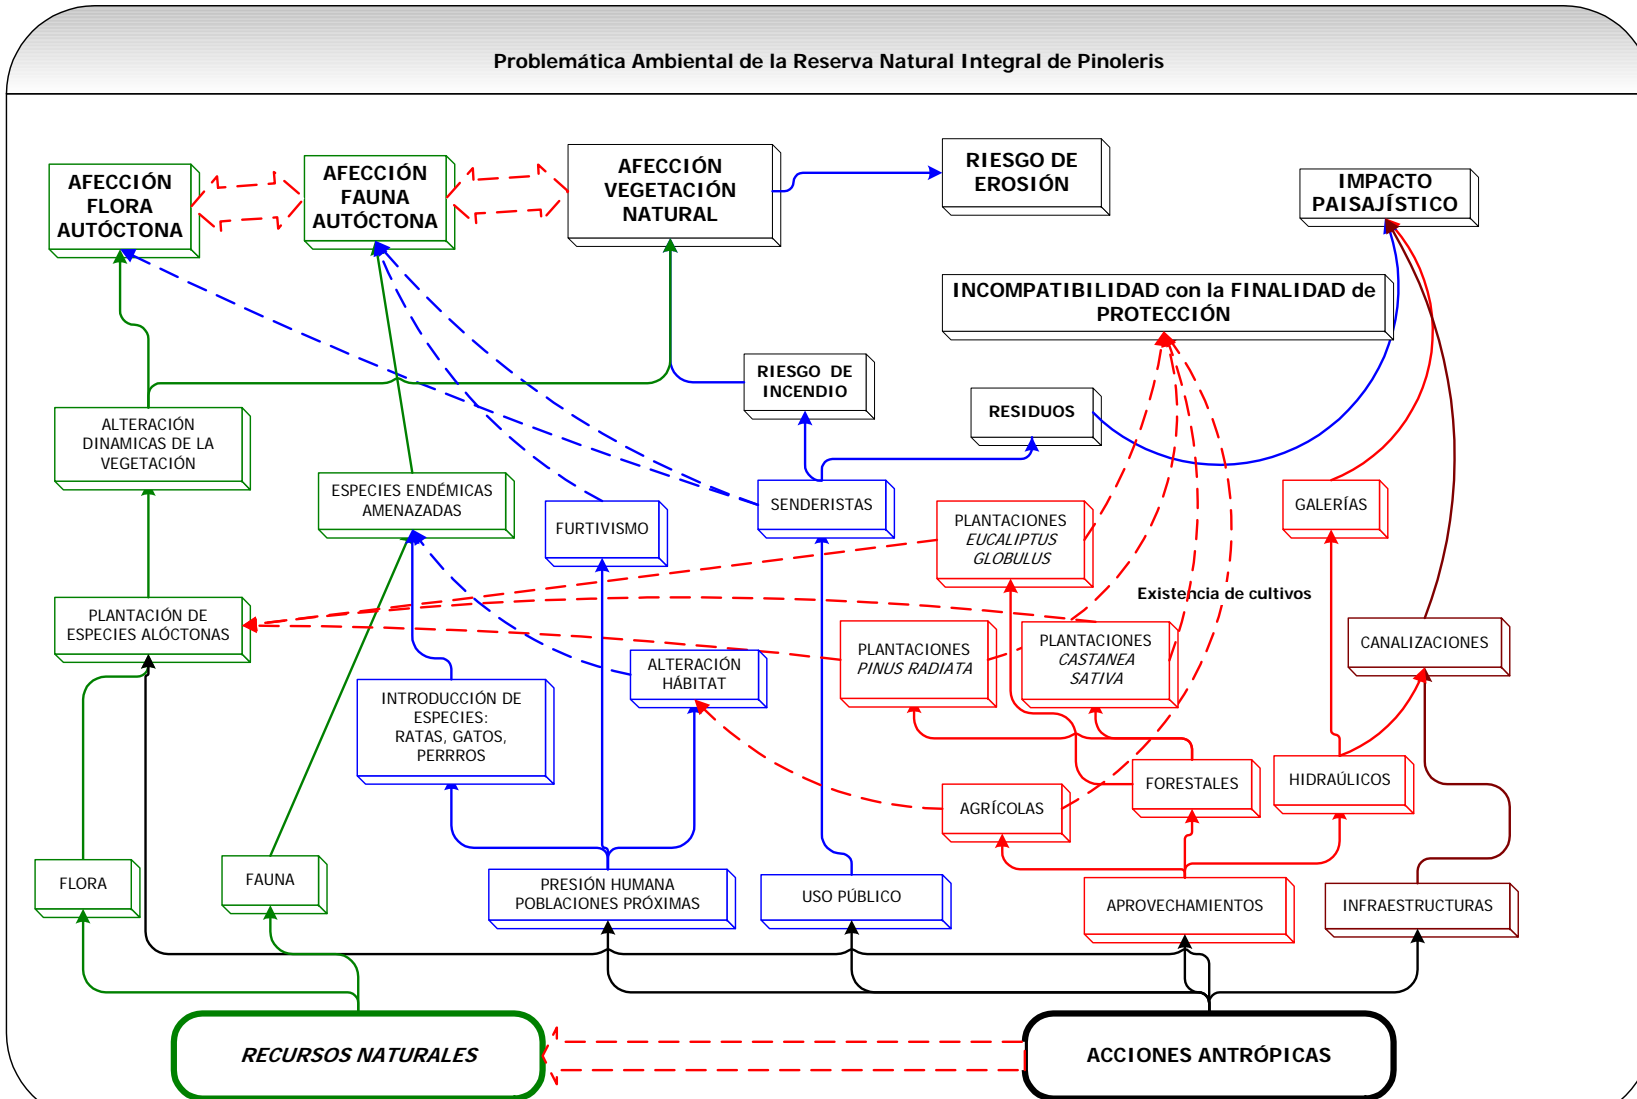 Problemática Ambiental de la Reserva Natural Integral de Pinoleris
AFECCIÓN
FLORA
AUTÓCTONA
AFECCIÓN
FAUNA
AUTÓCTONA
AFECCIÓN
VEGETACIÓN
NATURAL
RIESGO DE
EROSIÓN
IMPACTO
PAISAJÍSTICO
INCOMPATIBILIDAD con la FINALIDAD de
PROTECCIÓN
RIESGO DE
INCENDIO
RESIDUOS
ALTERACIÓN
DINAMICAS DE LA
VEGETACIÓN
ESPECIES ENDÉMICAS
AMENAZADAS
FURTIVISMO
SENDERISTAS
PLANTACIONES
EUCALIPTUS
GLOBULUS
GALERÍAS
Existencia de cultivos
PLANTACIÓN DE
ESPECIES ALÓCTONAS
INTRODUCCIÓN DE
ESPECIES:
RATAS, GATOS,
PERRROS
ALTERACIÓN
HÁBITAT
PLANTACIONES
PINUS RADIATA
PLANTACIONES
CASTANEA
SATIVA
CANALIZACIONES
AGRÍCOLAS
FORESTALES
HIDRAÚLICOS
FLORA
FAUNA
PRESIÓN HUMANA
POBLACIONES PRÓXIMAS
USO PÚBLICO
APROVECHAMIENTOS
INFRAESTRUCTURAS
RECURSOS NATURALES
ACCIONES ANTRÓPICAS